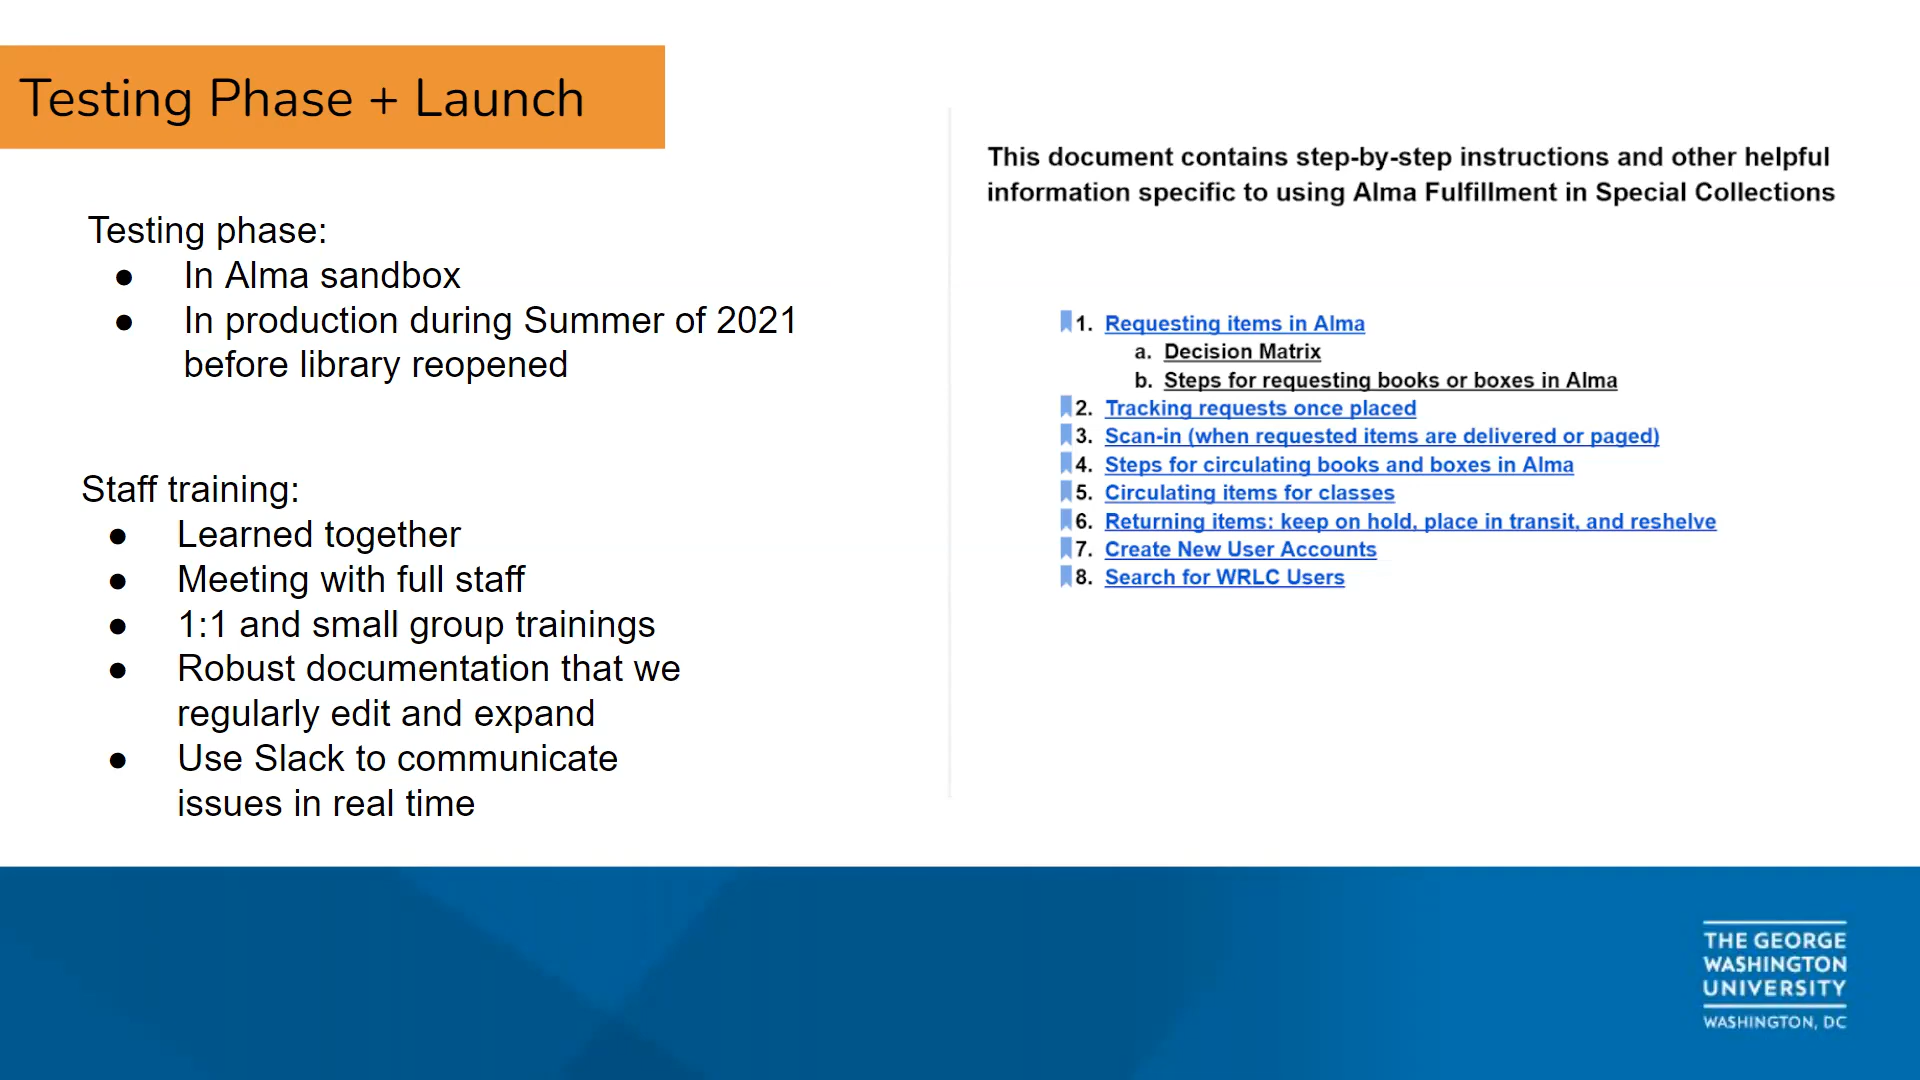 Testing Phase + Launch
Testing phase:
● In Alma sandbox
● In production during Summer of 2021
before library reopened
Staff training:
● Learned together
● Meeting with full staff
● 1:1 and small group trainings
● Robust documentation that we
regularly edit and expand
● Use Slack to communicate
issues in real time
This document contains step-by-step instructions and other helpful
information specific to using Alma Fulfillment in Special Collections
1. Requesting items in Alma
a. Decision Matrix
b. Steps for requesting books or boxes in Alma
2. Tracking requests once placed
3. Scan-in (when requested items are delivered or paged)
4. Steps for circulating books and boxes in Alma
5. Circulating items for classes
6. Returning items: keep on hold, place in transit, and reshelve
7. Create New User Accounts
8. Search for WRLC Users
THE GEORGE
WASHINGTON
UNIVERSITY
WASHINGTON, DC